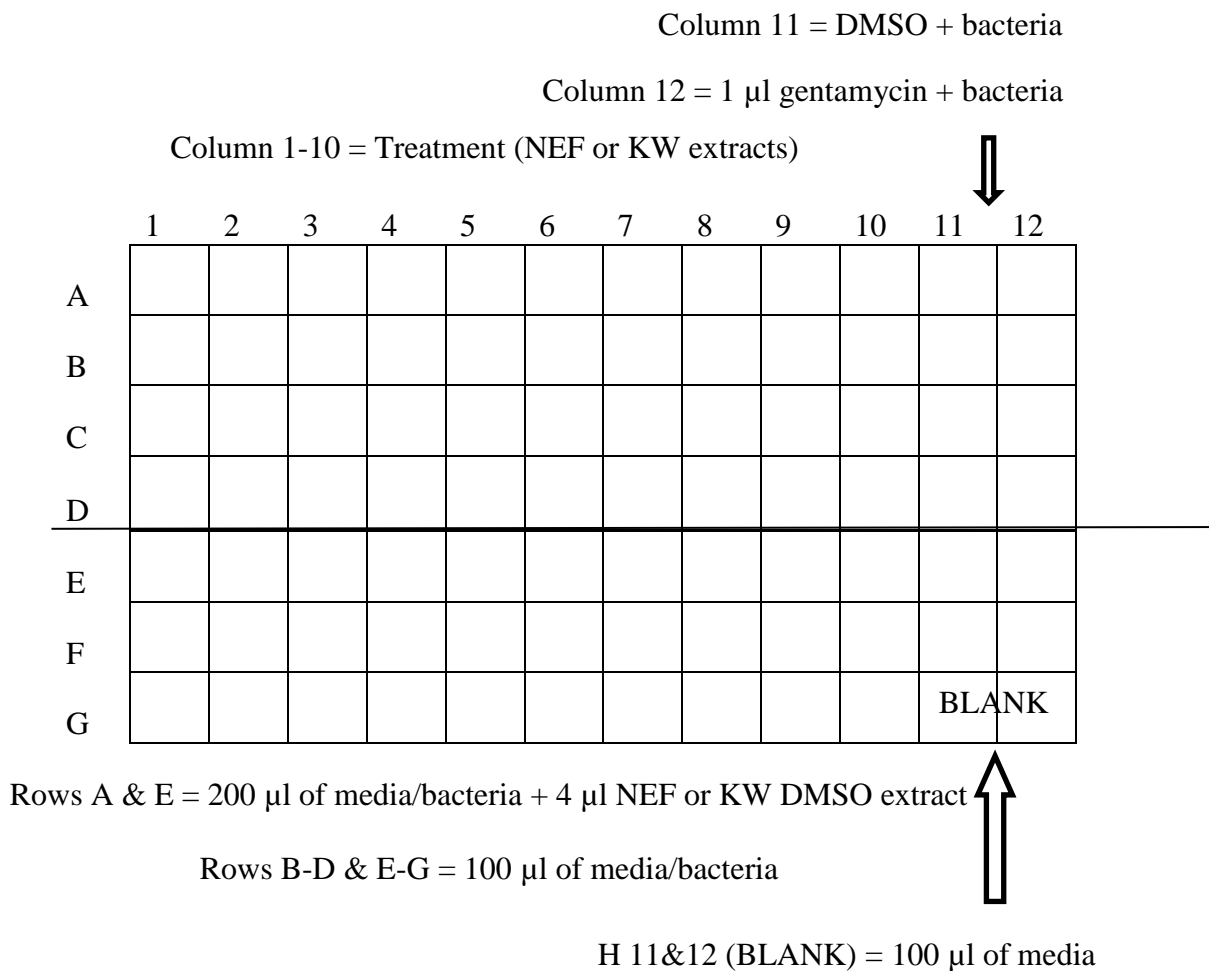 Column 11 = DMSO + bacteria
Column 12 = 1 µl gentamycin + bacteria
Column 1-10 = Treatment (NEF or KW extracts)
1 2 3 4 5 6 7 8 9 10 11 12
A
B
C
D
E
F
G
BLANK
Rows A & E = 200 µl of media/bacteria + 4 µl NEF or KW DMSO extract
Rows B-D & E-G = 100 µl of media/bacteria
H 11&12 (BLANK) = 100 µl of media